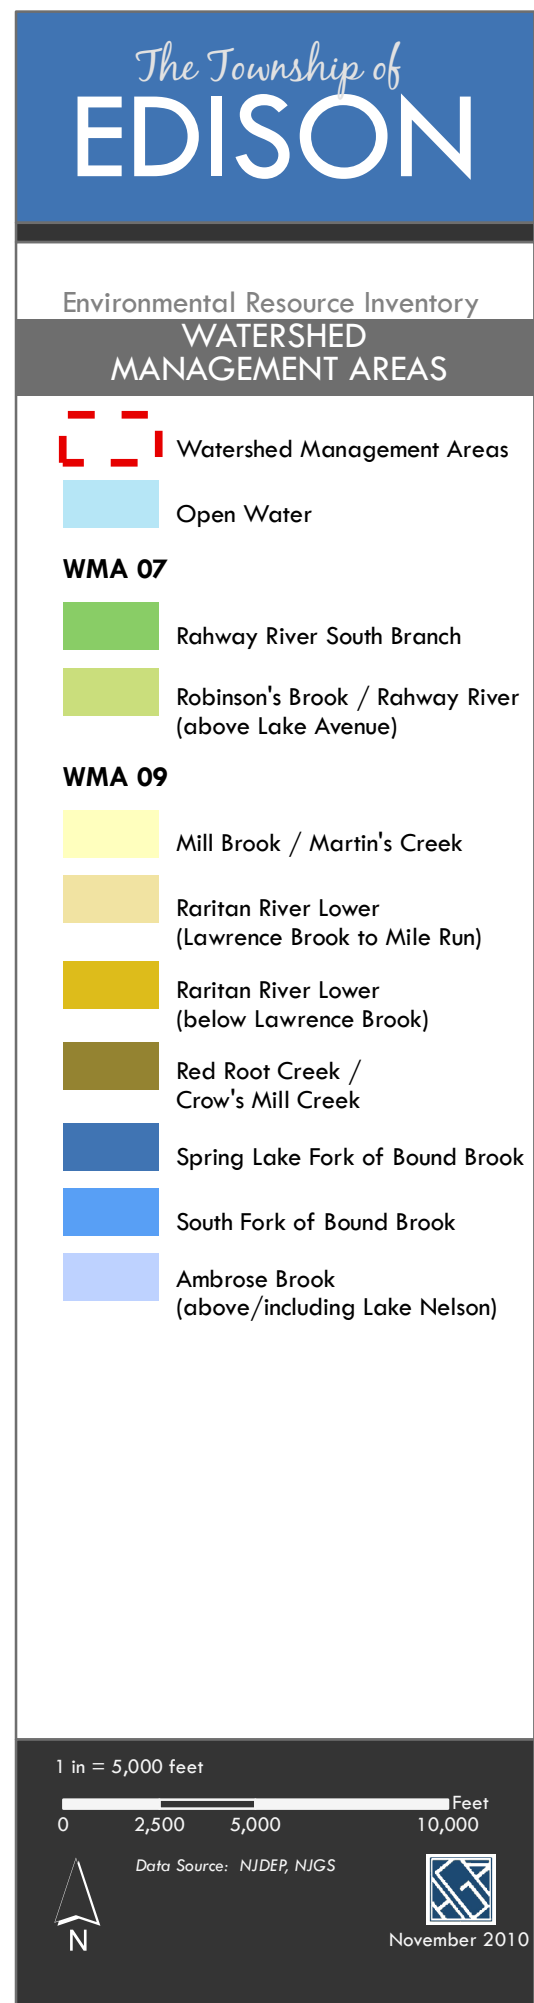 The Township of
EDISON
Environmental Resource Inventory
WATERSHED
MANAGEMENT AREAS
Watershed Management Areas
Open Water
WMA 07
Rahway River South Branch
Robinson's Brook / Rahway River
(above Lake Avenue)
WMA 09
Mill Brook / Martin's Creek
Raritan River Lower
(Lawrence Brook to Mile Run)
Raritan River Lower
(below Lawrence Brook)
Red Root Creek /
Crow's Mill Creek
Spring Lake Fork of Bound Brook
South Fork of Bound Brook
Ambrose Brook
(above/including Lake Nelson)
1 in = 5,000 feet
Feet
0 2,500 5,000 10,000
Data Source: NJDEP, NJGS
N
November 2010